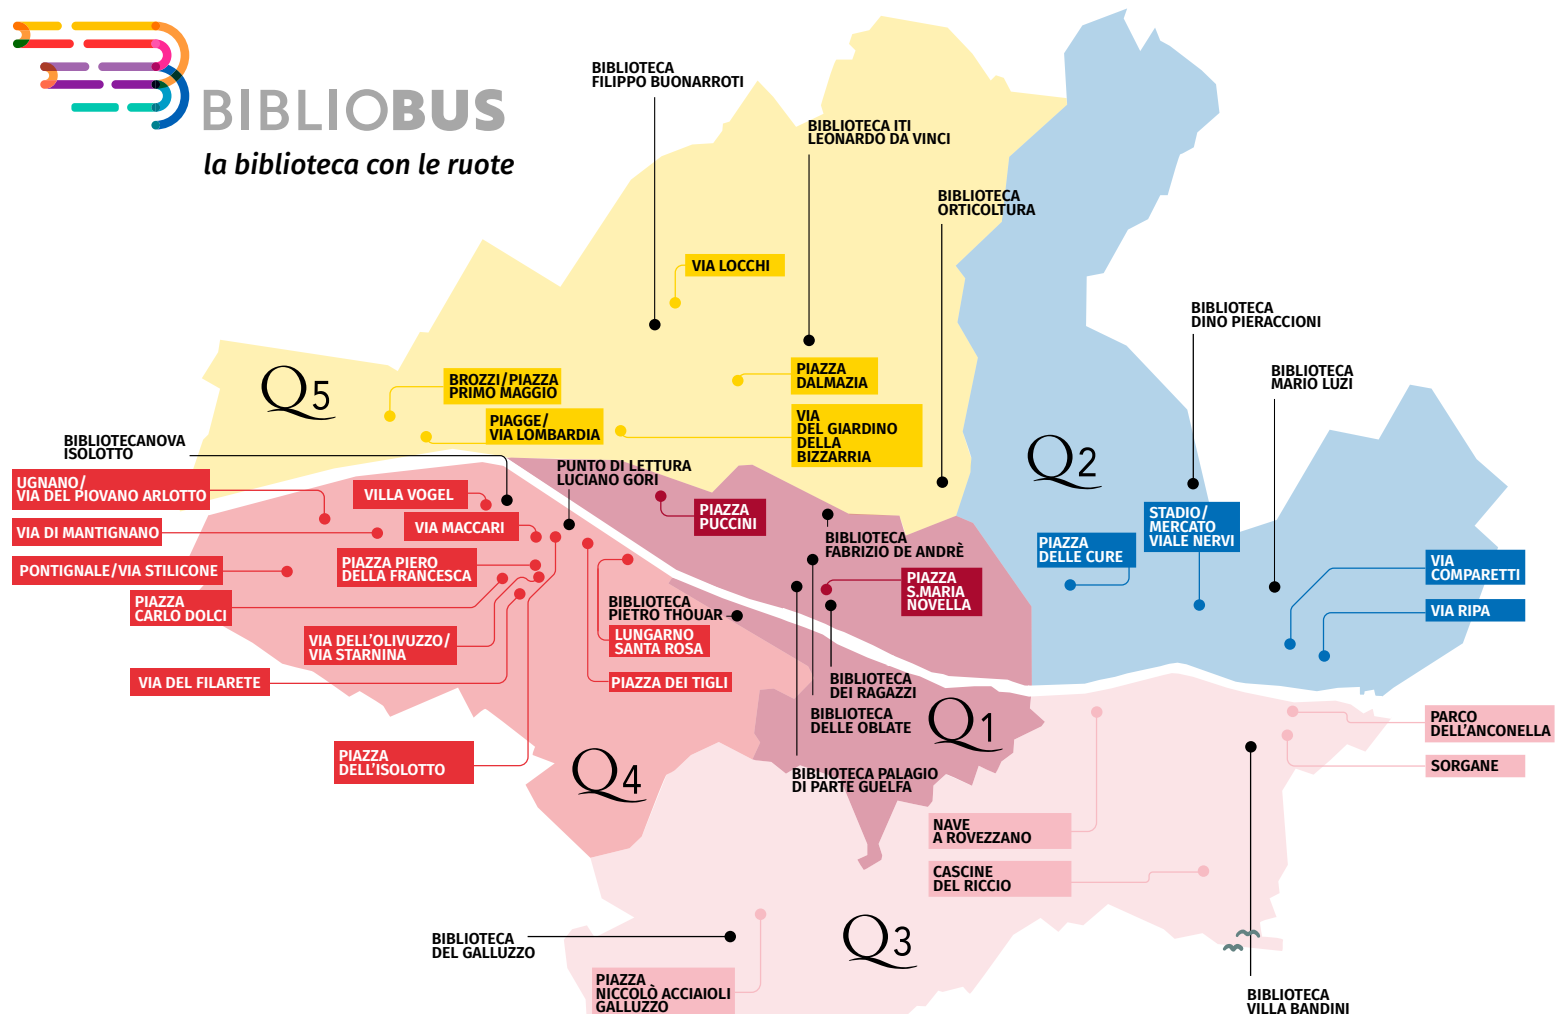 BIBLIOBUS
la biblioteca con le ruote
BIBLIOTECA
FILIPPO BUONARROTI
BIBLIOTECA ITI
LEONARDO DA VINCI
BIBLIOTECA
ORTICOLTURA
VIA LOCCHI
BIBLIOTECA
DINO PIERACCIONI
BIBLIOTECA
MARIO LUZI
Q5
BROZZI/PIAZZA
PRIMO MAGGIO
PIAZZA
DALMAZIA
PIAGGE/
VIA LOMBARDIA
VIA
DEL GIARDINO
DELLA
BIZZARRIA
Q2
BIBLIOTECANOVA
ISOLOTTO
PUNTO DI LETTURA
LUCIANO GORI
UGNANO/
VIA DEL PIOVANO ARLOTTO
VILLA VOGEL
VIA MACCARI
VIA DI MANTIGNANO
PIAZZA
PUCCINI
BIBLIOTECA
FABRIZIO DE ANDRÈ
PIAZZA
DELLE CURE
STADIO/
MERCATO
VIALE NERVI
VIA
COMPARETTI
VIA RIPA
PONTIGNALE/VIA STILICONE
PIAZZA PIERO
DELLA FRANCESCA
PIAZZA
CARLO DOLCI
BIBLIOTECA
PIETRO THOUAR
PIAZZA
S.MARIA
NOVELLA
VIA DELL'OLIVUZZO/
VIA STARNINA
LUNGARNO
SANTA ROSA
VIA DEL FILARETE
PIAZZA DEI TIGLI
BIBLIOTECA
DEI RAGAZZI
BIBLIOTECA
DELLE OBLATE
Q1
PARCO
DELL'ANCONELLA
SORGANE
PIAZZA
DELL'ISOLOTTO
Q4
BIBLIOTECA PALAGIO
DI PARTE GUELFA
NAVE
A ROVEZZANO
CASCINE
DEL RICCIO
Q3
BIBLIOTECA
DEL GALLUZZO
PIAZZA
NICCOLÒ ACCIAIOLI
GALLUZZO
BIBLIOTECA
VILLA BANDINI